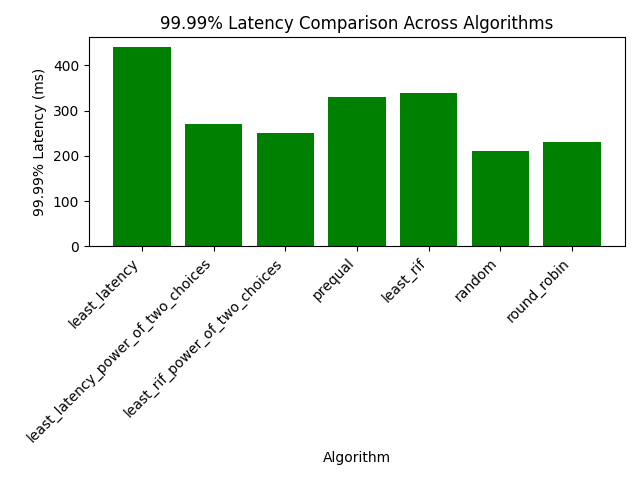 99.99% Latency Comparison Across Algorithms
99.99% Latency (ms)
400
300
200
100
0
least_latency
least_latency_power_of_two_choices
least_rif_power_of_two_choices
prequal
least_rif
random
round_robin
Algorithm